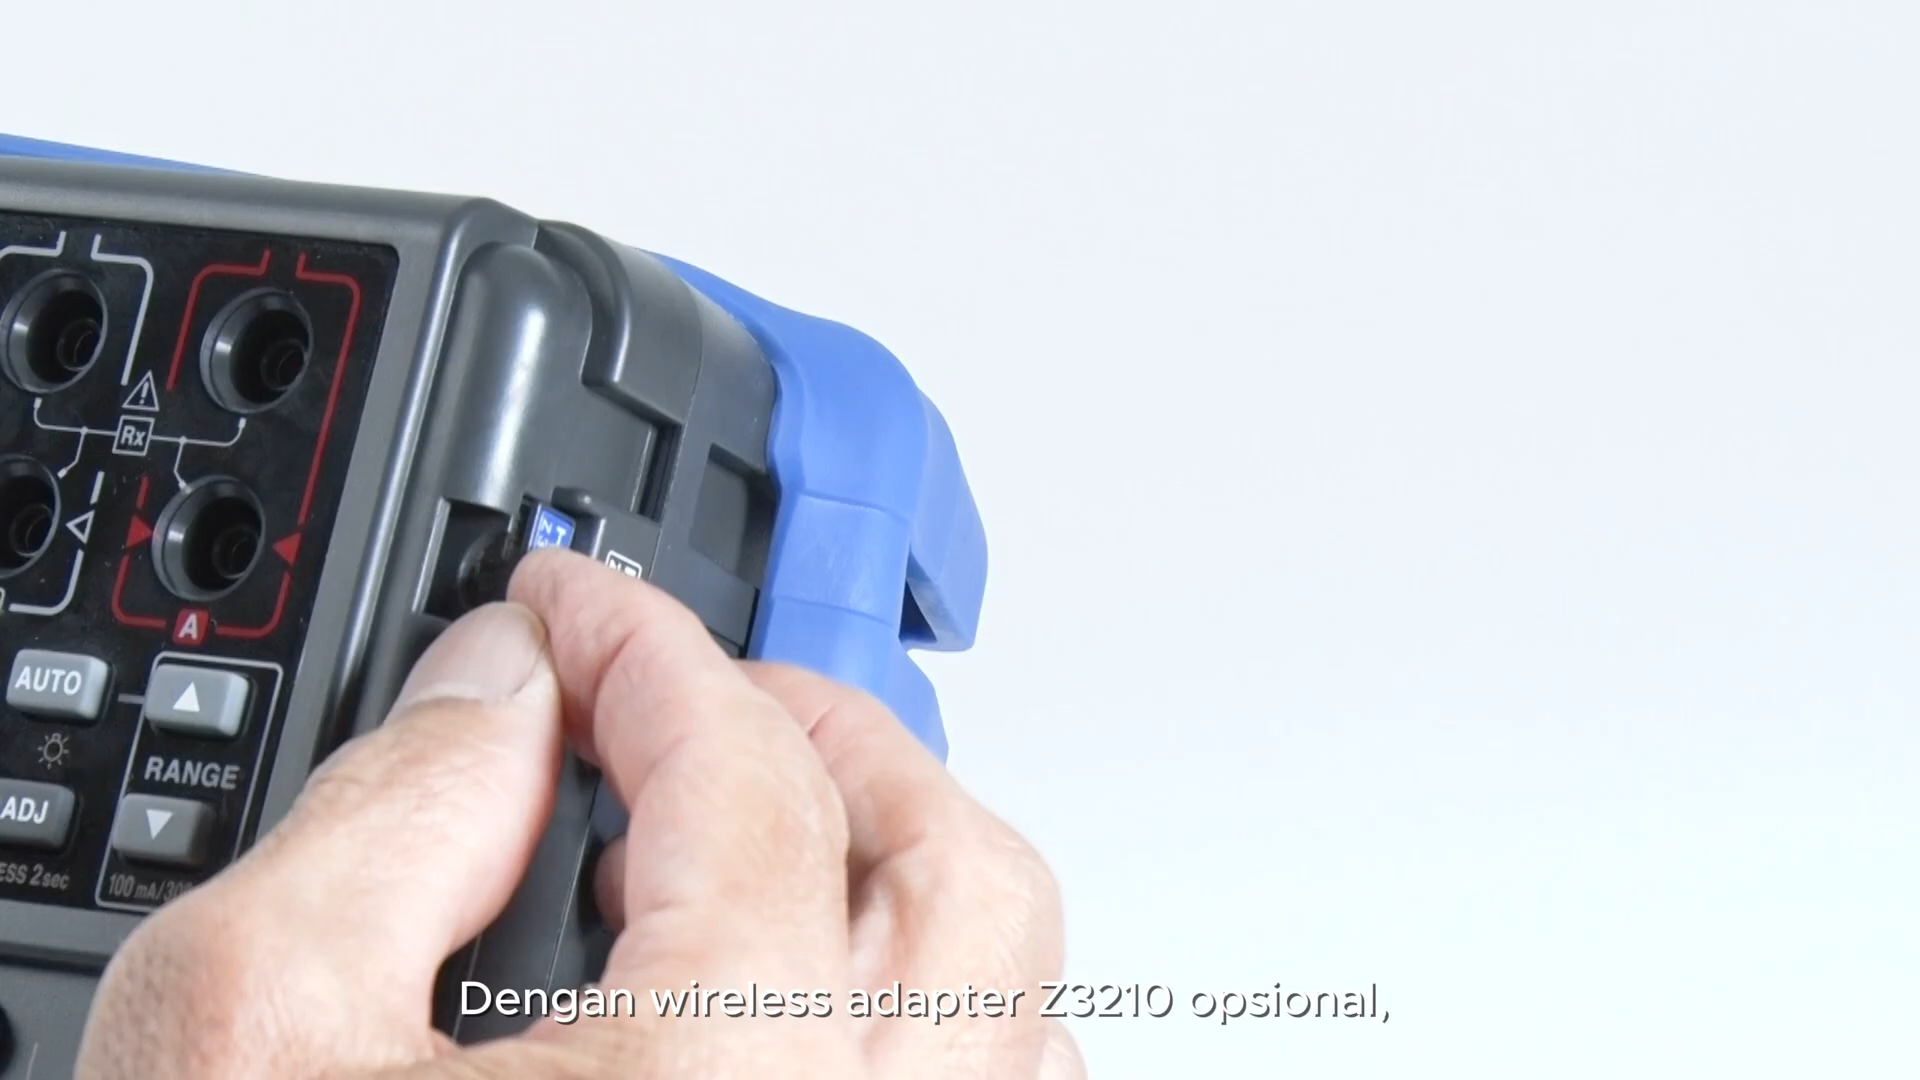 Rx
A
AUTO
RANGE
ADJ
ESS 2sec
100 mA/30
Dengan wireless adapter Z3210 opsional,